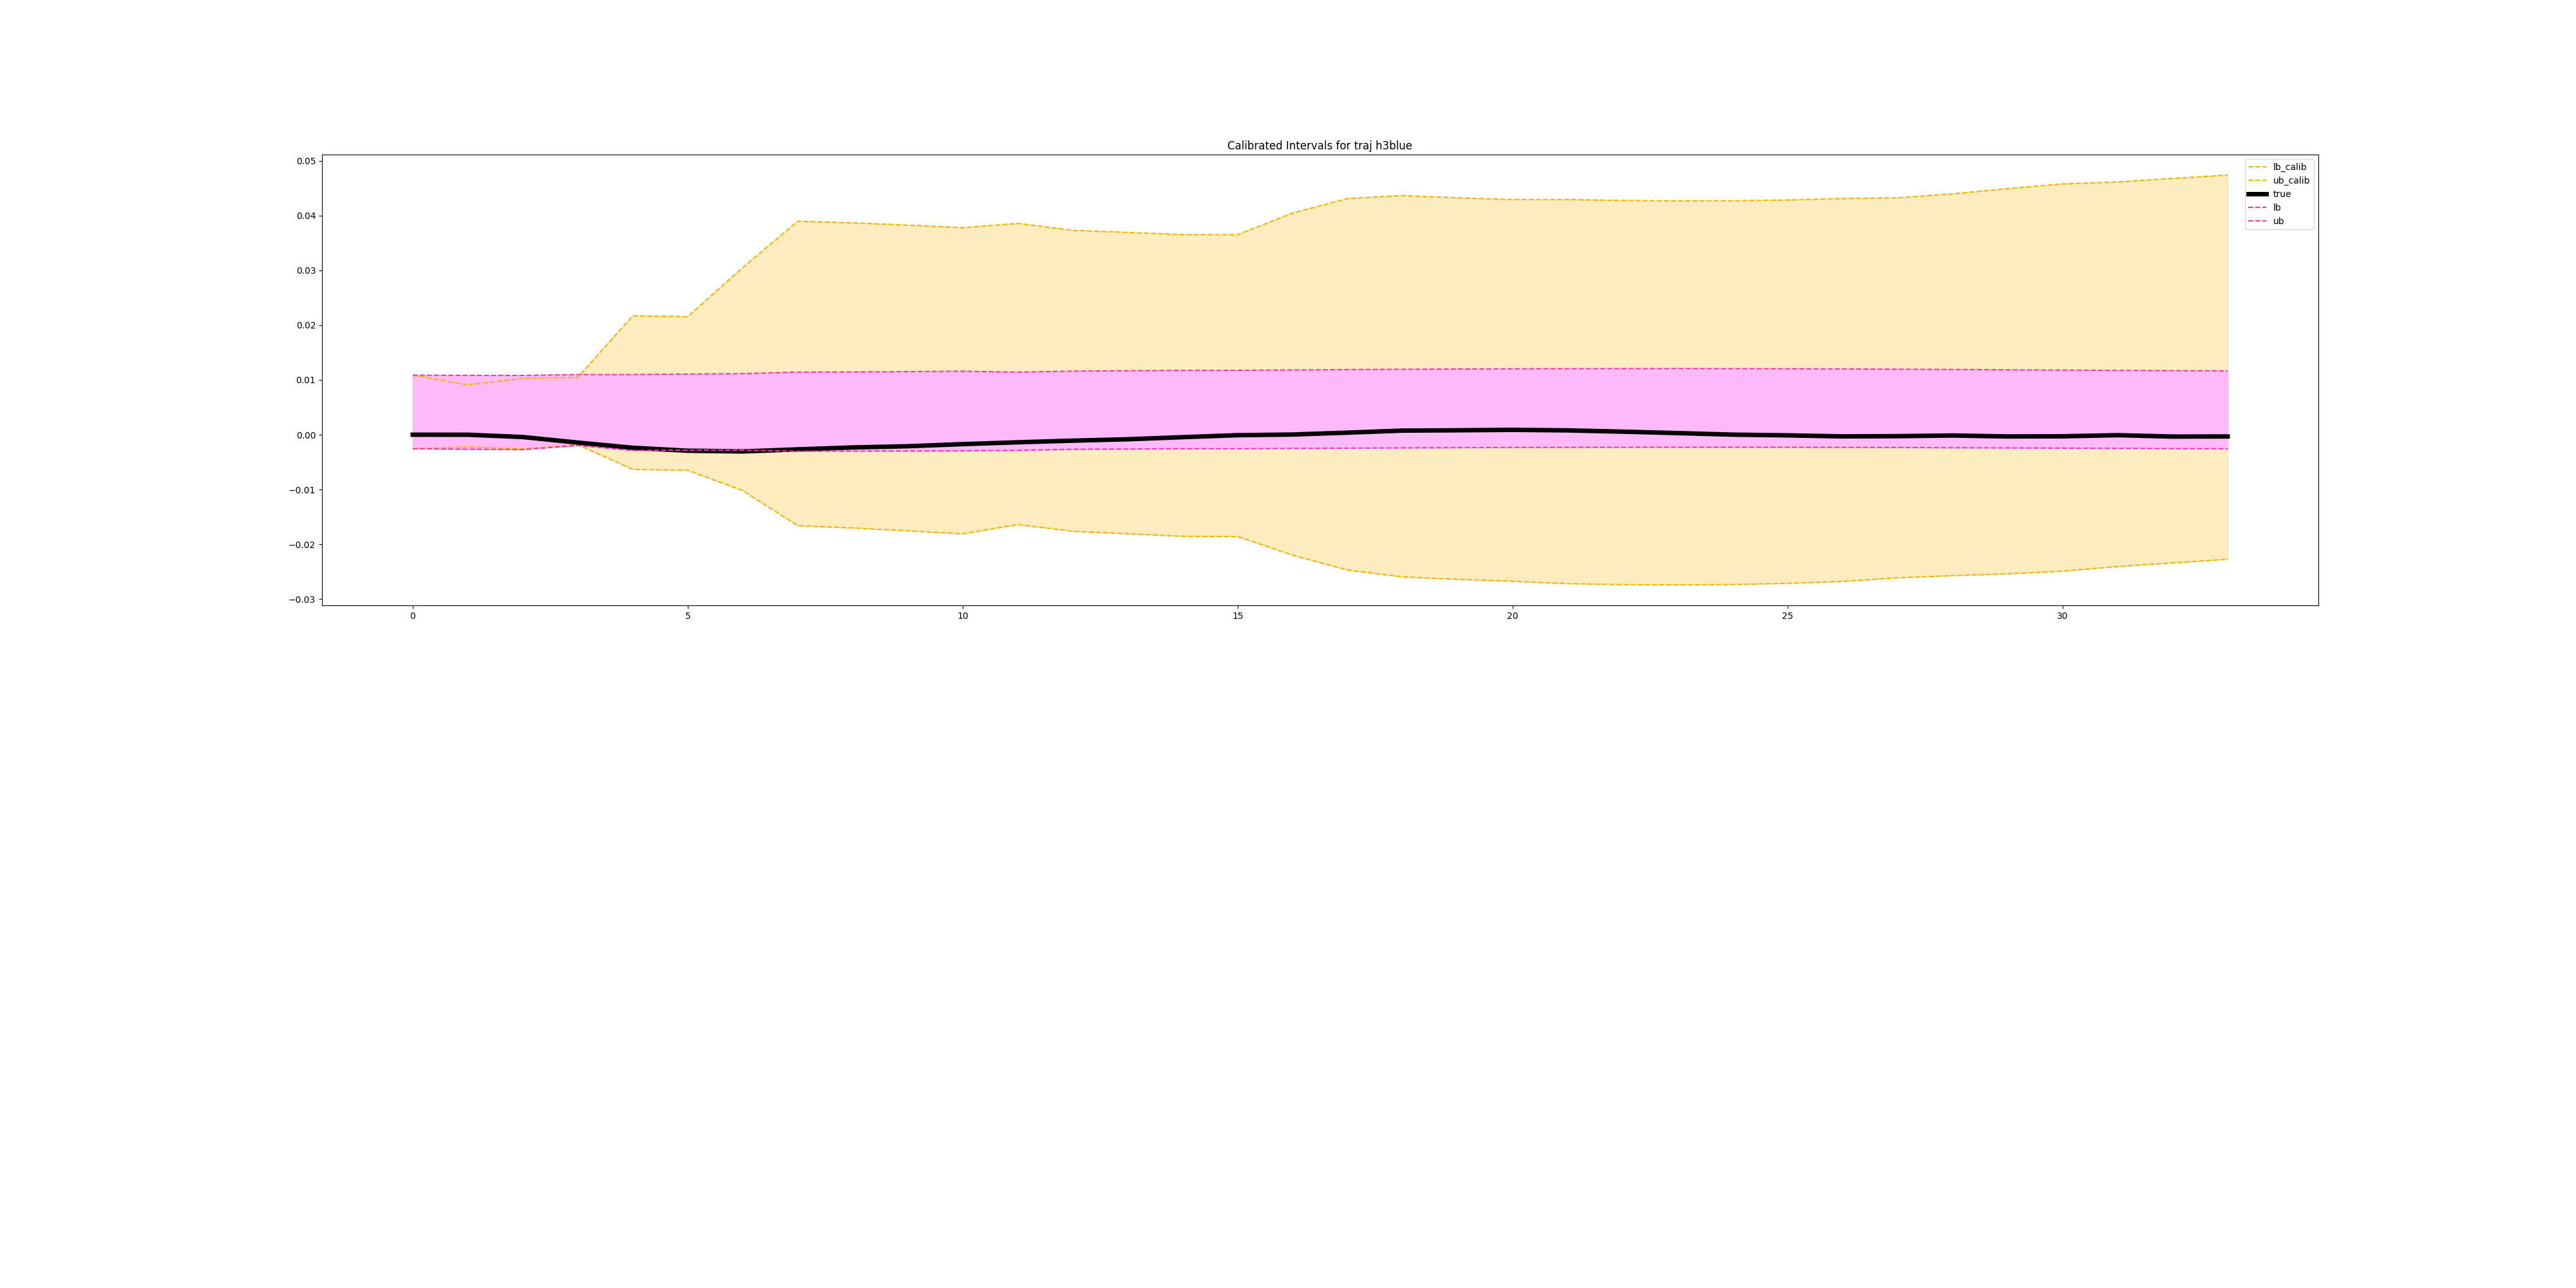 Calibrated Intervals for traj h3blue
0.05
0.04
0.03
0.02
0.01
0.00
−0.01
−0.02
−0.03
0 5 10 15 20 25 30
lb_calib
ub_calib
true
lb
ub